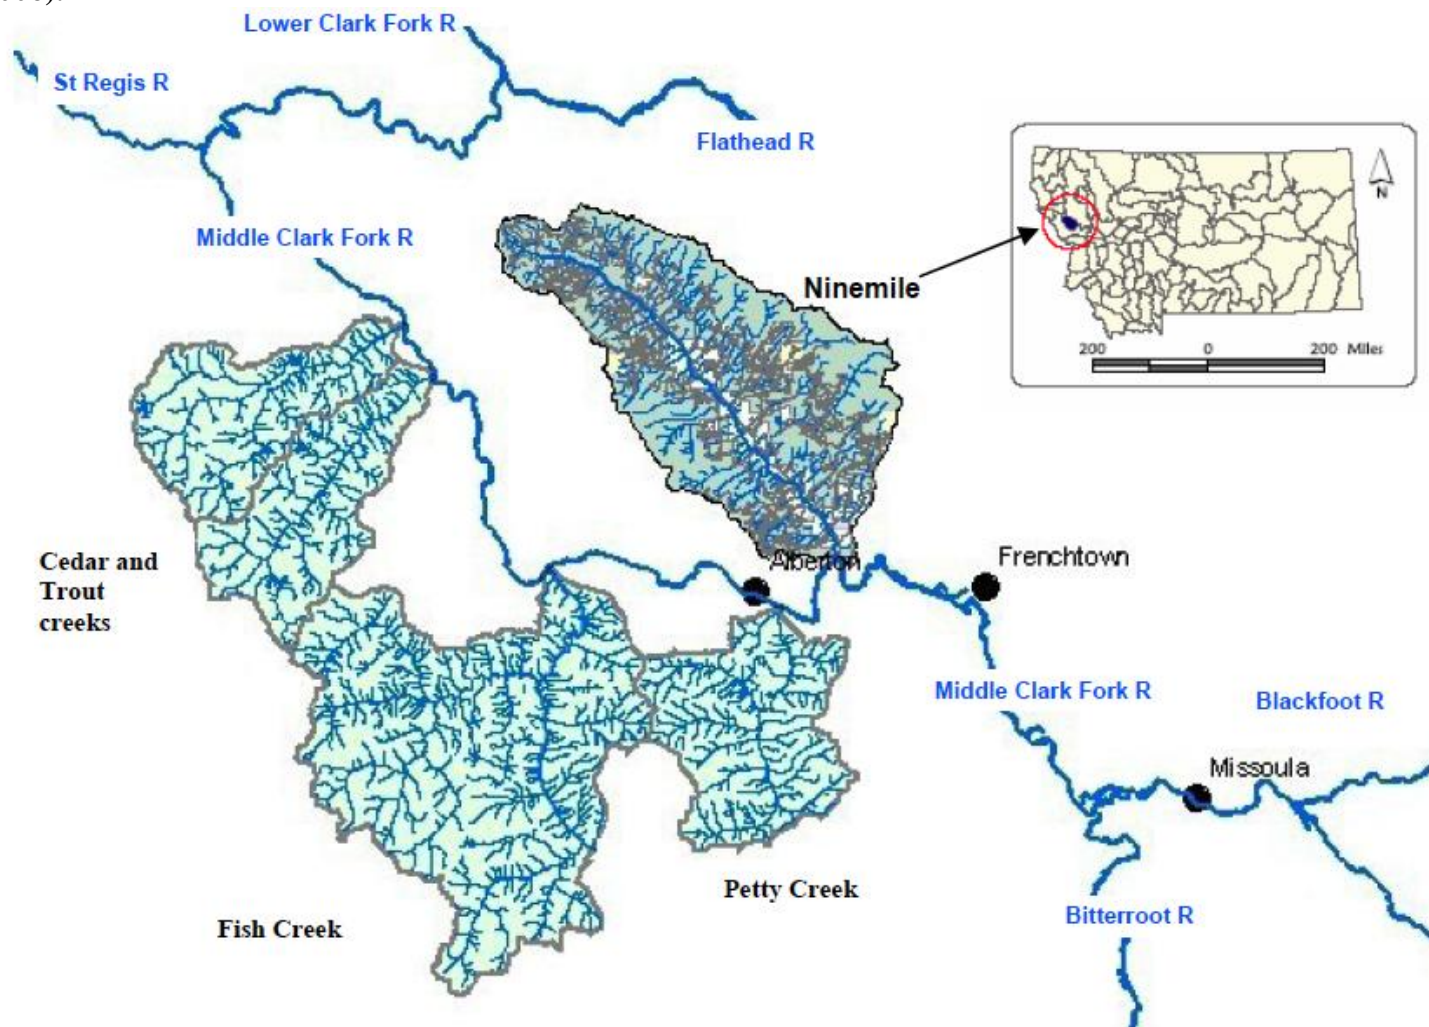 Lower Clark Fork R
St Regis R
Flathead R
Middle Clark Fork R
N
Ninemile
200 0 200 Miles
Alberton
Frenchtown
Cedar and
Trout
creeks
Middle Clark Fork R
Blackfoot R
Missoula
Petty Creek
Bitterroot R
Fish Creek